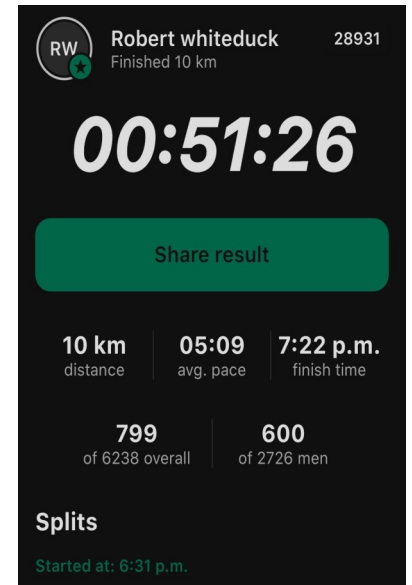 RW
Robert whiteduck
28931
Finished 10 km
00:51:26
Share result
10 km 05:09 7:22 p.m.
distance avg. pace finish time
799 600
of 6238 overall of 2726 men
Splits
Started at: 6:31 p.m.